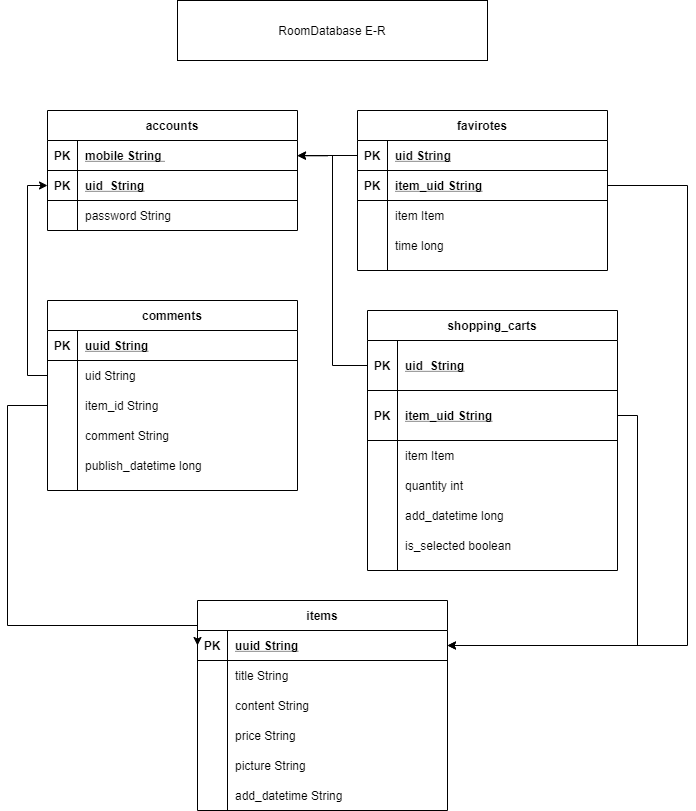 RoomDatabase E-R
accounts
PK mobile String
PK uid String
password String
favirotes
PK uid String
PK item_uid String
item Item
time long
comments
PK uuid String
uid String
item_id String
comment String
publish_datetime long
shopping_carts
PK uid String
PK item_uid String
item Item
quantity int
add_datetime long
is_selected boolean
items
PK uuid String
title String
content String
price String
picture String
add_datetime String